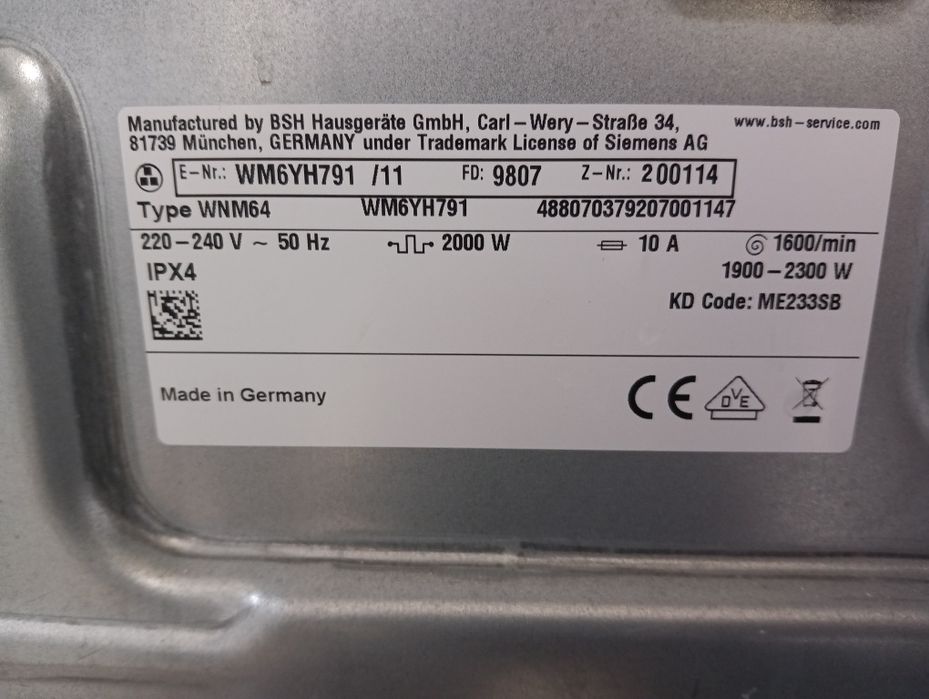 Manufactured by BSH Hausgeräte GmbH, Carl-Wery-Straße 34, www.bsh-service.com
81739 München, GERMANY under Trademark License of Siemens AG
E-Nr.: WM6YH791 /11 FD: 9807 Z-Nr.: 200114
Type WNM64 WM6YH791 488070379207001147
220-240 V ~ 50 Hz 2000 W 10 A 1600/min
IPX4 1900-2300 W
KD Code: ME233SB
Made in Germany CE DVE